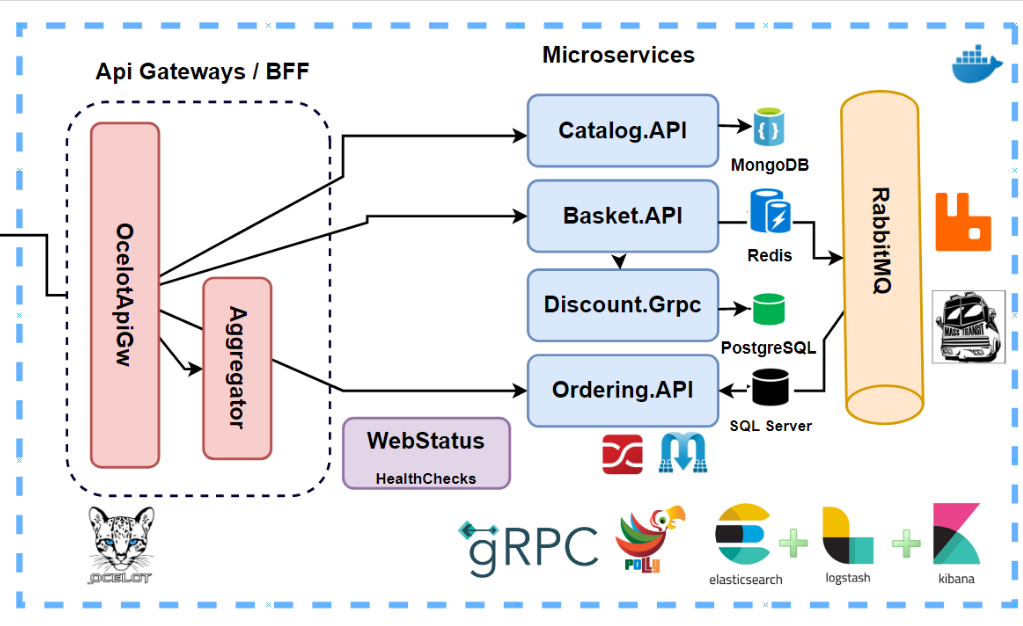 Microservices
Api Gateways / BFF
Catalog.API
MongoDB
Basket.API
Redis
RabbitMQ
OcelotApiGw
Discount.Grpc
PostgreSQL
MASS TRANSIT
Aggregator
Ordering.API
SQL Server
WebStatus
HealthChecks
OCELOT
gRPC
POLLY
elasticsearch
logstash
kibana